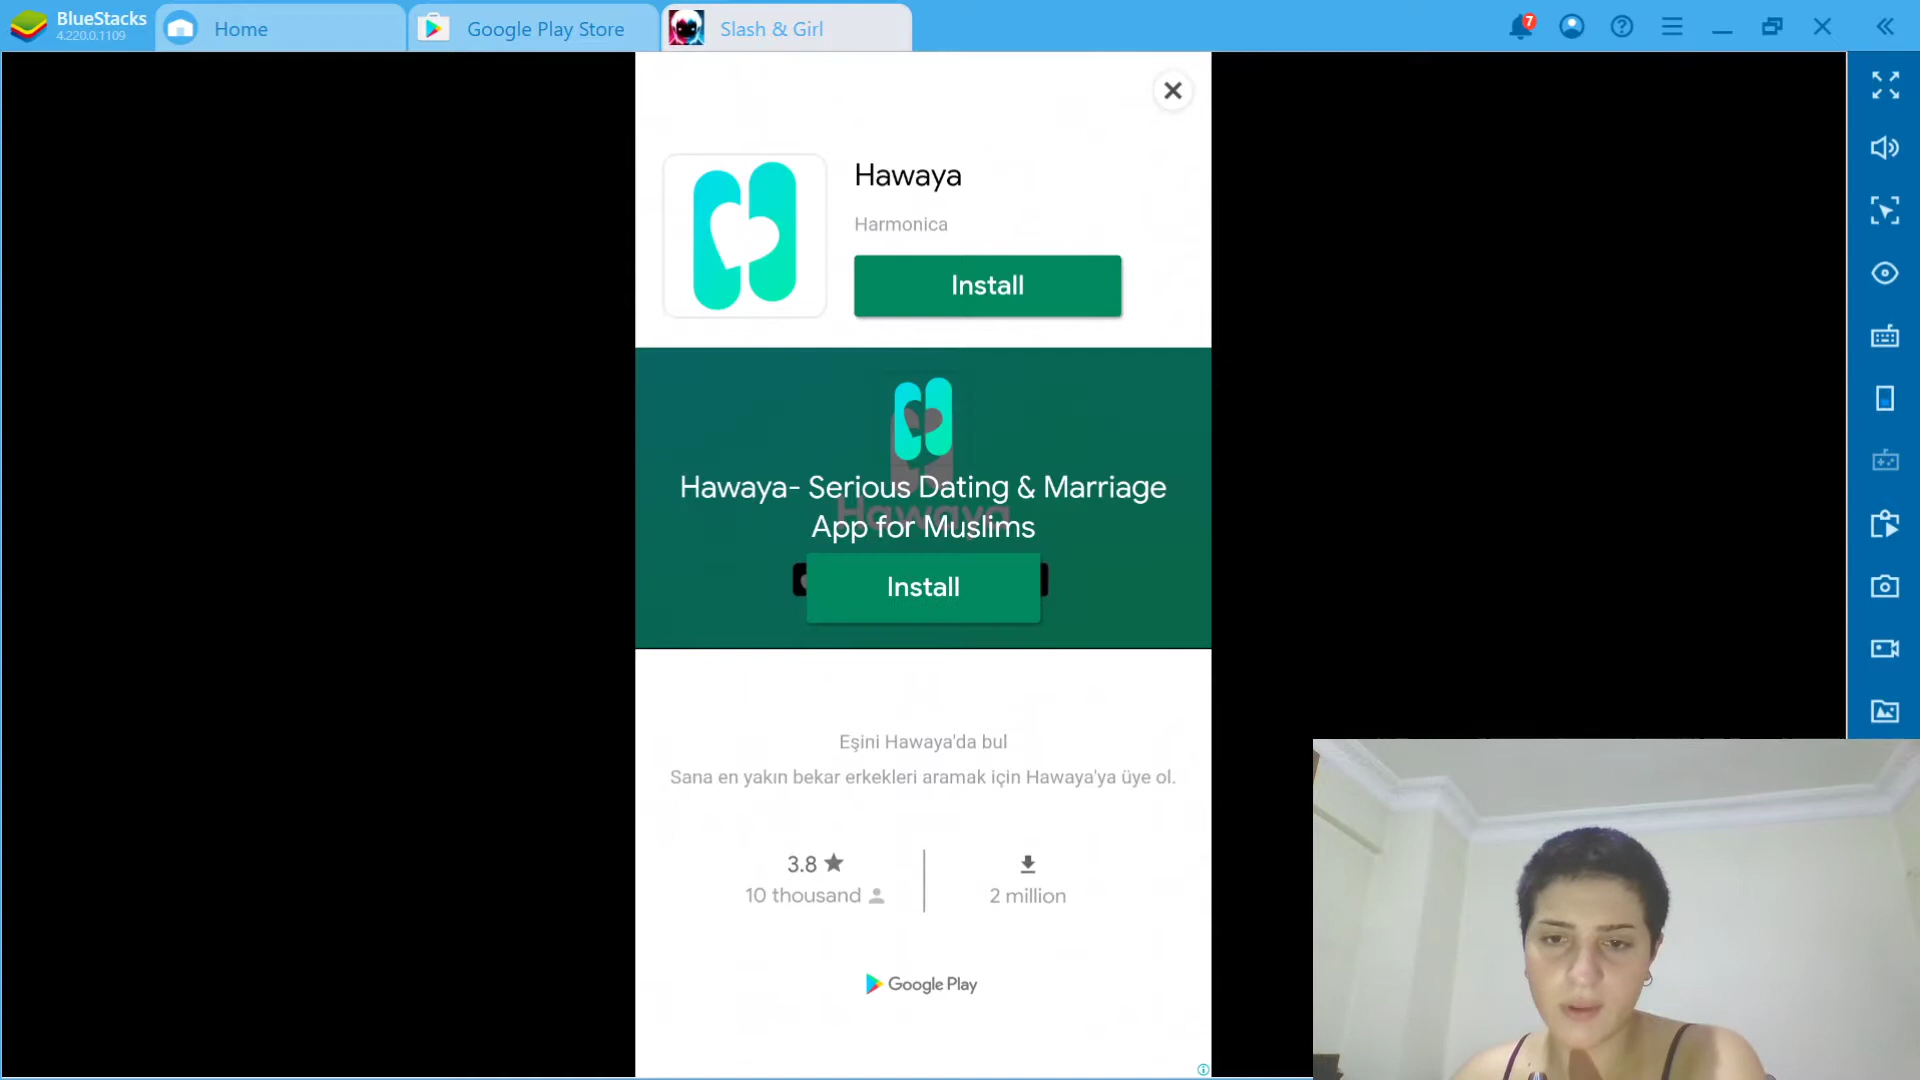 BlueStacks
4.220.0.1109
Home
Google Play Store
Slash & Girl
7
Hawaya
Harmonica
Install
Hawaya
Hawaya- Serious Dating & Marriage
App for Muslims
Install
Eşini Hawaya'da bul
Sana en yakın bekar erkekleri aramak için Hawaya'ya üye ol.
3.8
10 thousand
2 million
Google Play